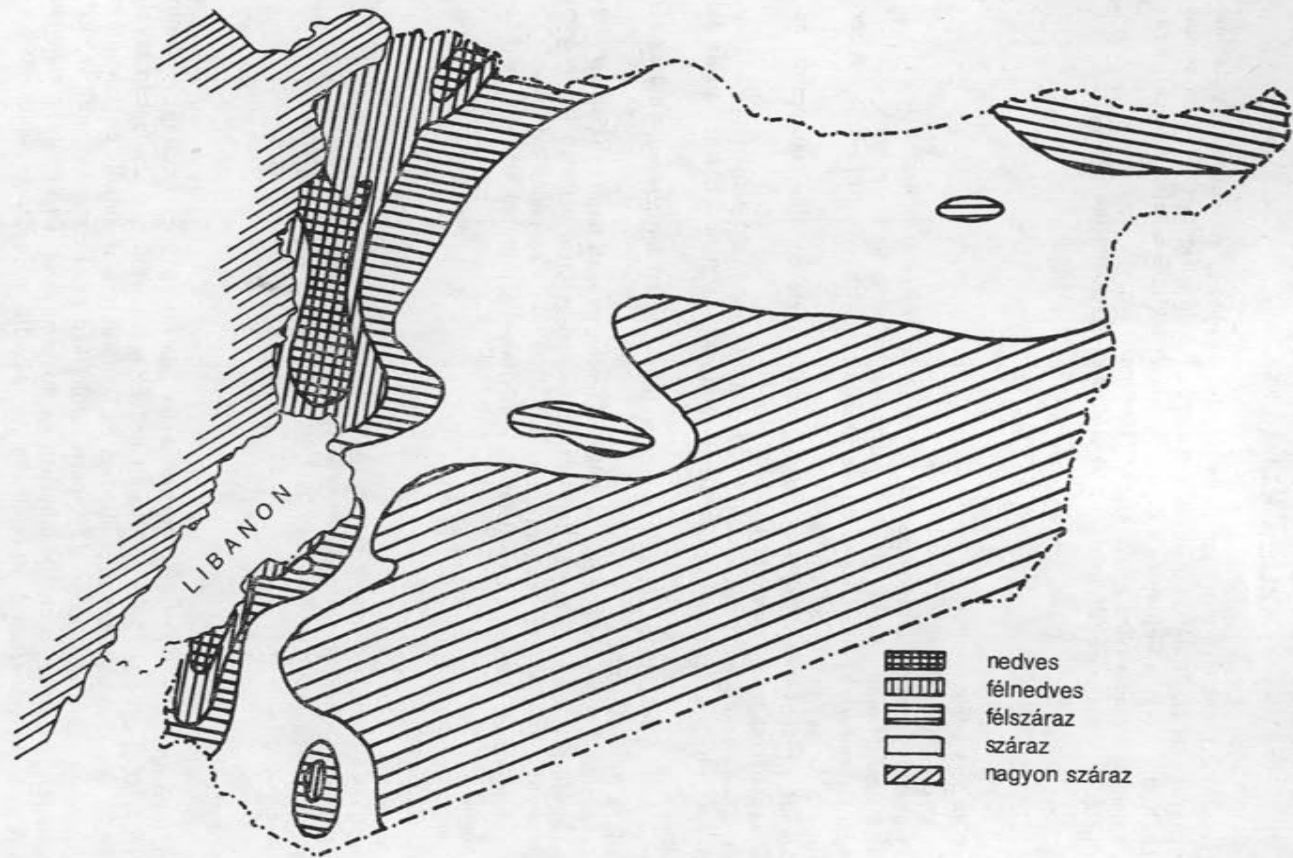 LIBANON
nedves
félnedves
félszáraz
száraz
nagyon száraz